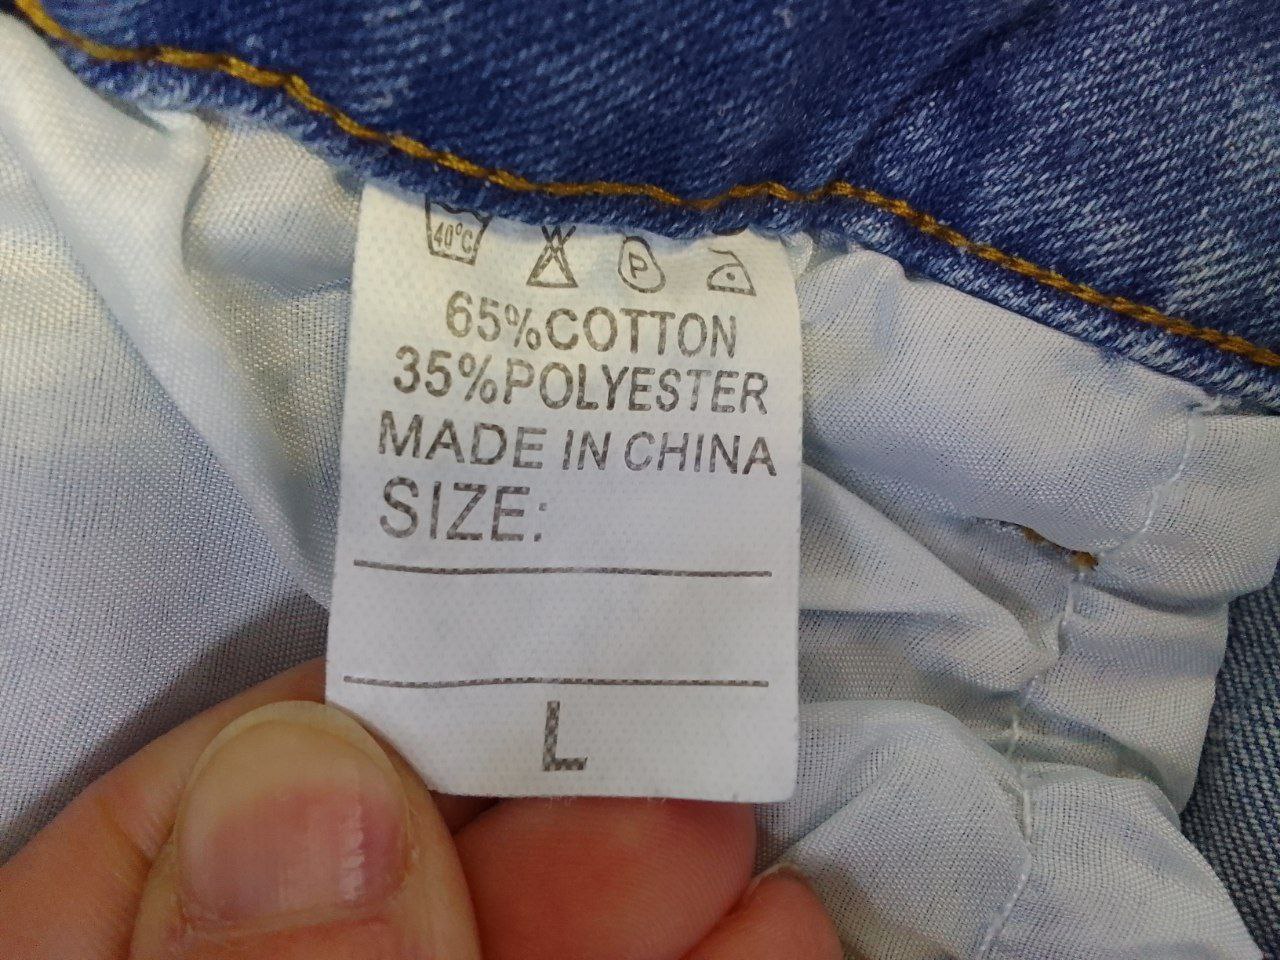 40°C
P
65%COTTON
35%POLYESTER
MADE IN CHINA
SIZE:
L